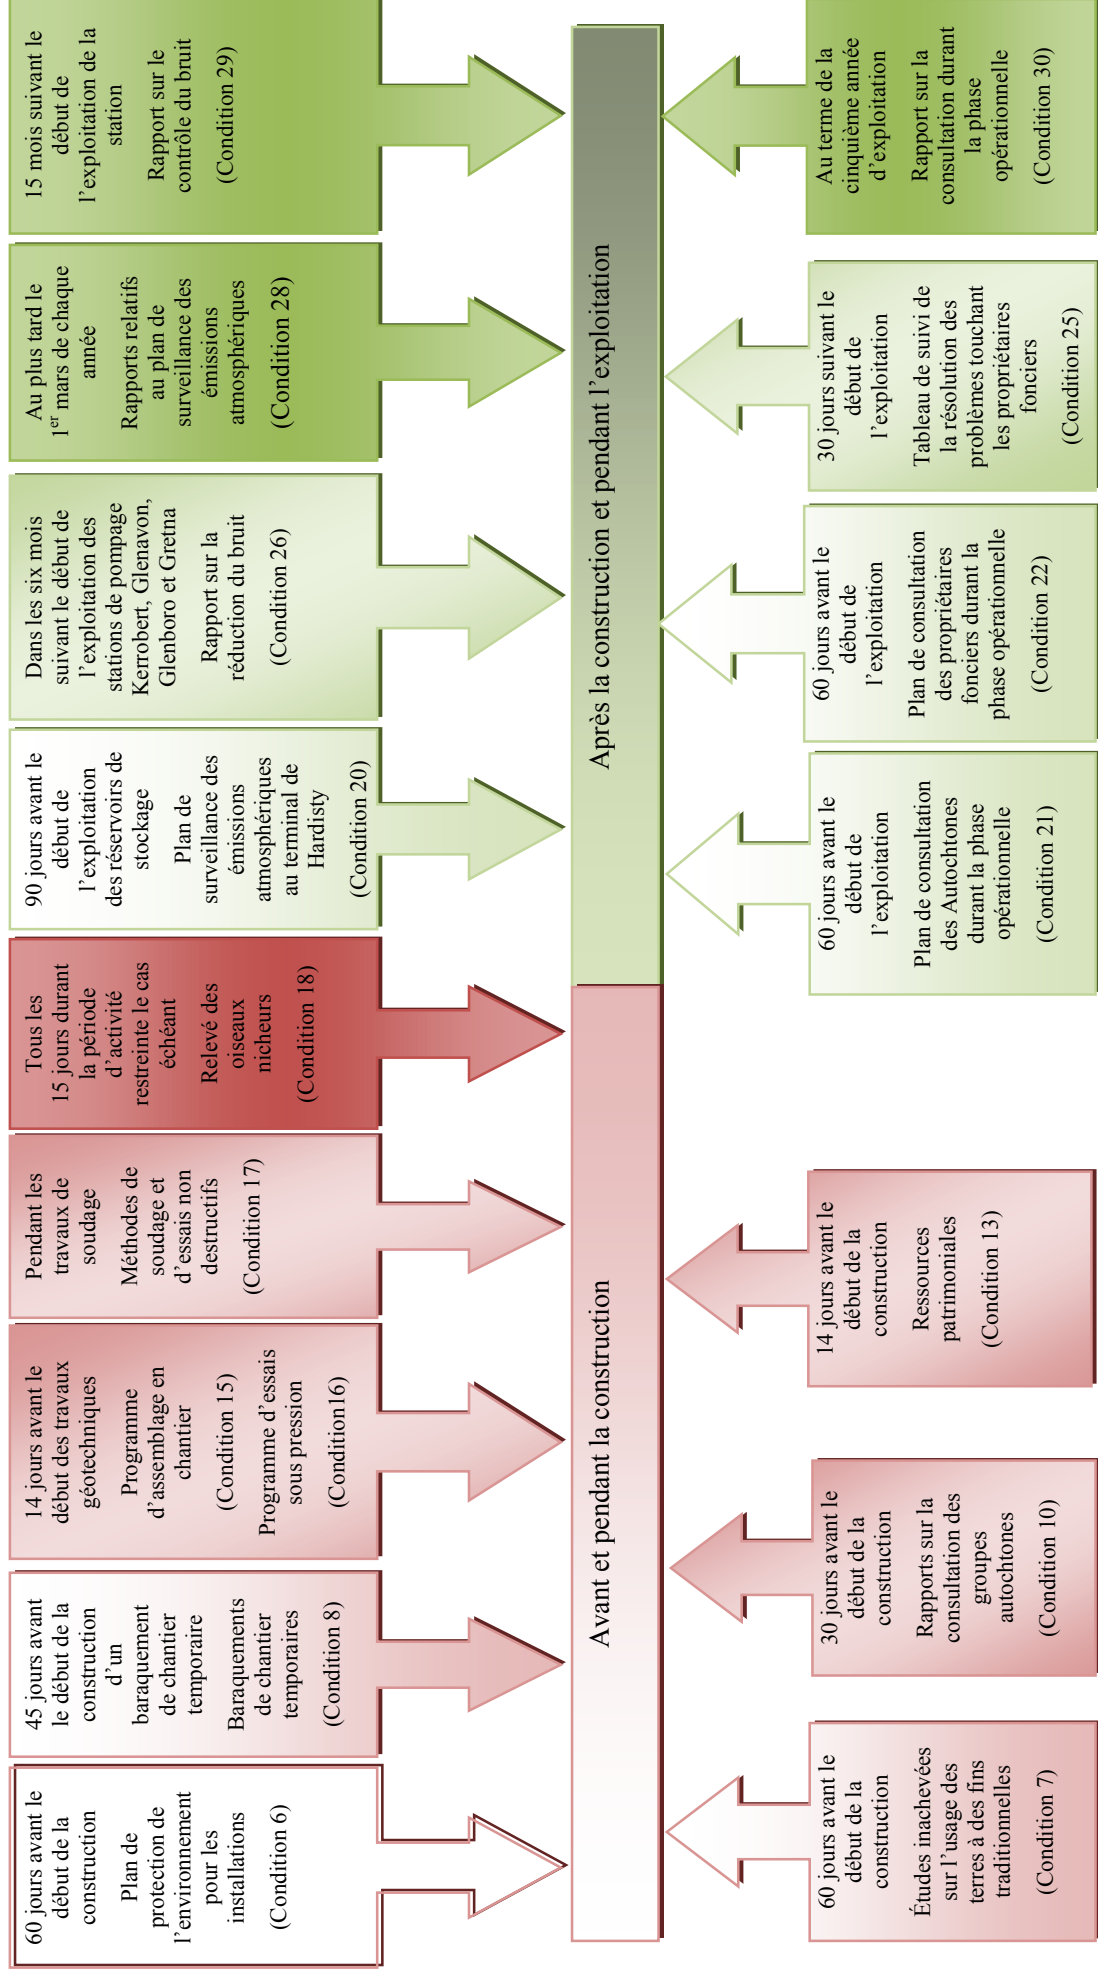 60 jours avant le
début de la
construction
Plan de
protection de
l’environnement
pour les
installations
(Condition 6)
45 jours avant
le début de la
construction
d’un
baraquement
de chantier
temporaire
Baraquements
de chantier
temporaires
(Condition 8)
14 jours avant le
début des travaux
géotechniques
Programme
d’assemblage en
chantier
(Condition 15)
Programme d’essais
sous pression
(Condition16)
Pendant les
travaux de
soudage
Méthodes de
soudage et
d’essais non
destructifs
(Condition 17)
Tous les
15 jours durant
la période
d’activité
restreinte le cas
échéant
Relevé des
oiseaux
nicheurs
(Condition 18)
90 jours avant le
début de
l’exploitation
des réservoirs de
stockage
Plan de
surveillance des
émissions
atmosphériques
au terminal de
Hardisty
(Condition 20)
Dans les six mois
suivant le début de
l’exploitation des
stations de pompage
Kerrobert, Glenavon,
Glenboro et Gretna
Rapport sur la
réduction du bruit
(Condition 26)
Au plus tard le
1er mars de chaque
année
Rapports relatifs
au plan de
surveillance des
émissions
atmosphériques
(Condition 28)
15 mois suivant le
début de
l’exploitation de la
station
Rapport sur le
contrôle du bruit
(Condition 29)
Avant et pendant la construction
Après la construction et pendant l’exploitation
60 jours avant le
début de la
construction
Études inachevées
sur l’usage des
terres à des fins
traditionnelles
(Condition 7)
30 jours avant le
début de la
construction
Rapports sur la
consultation des
groupes
autochtones
(Condition 10)
14 jours avant le
début de la
construction
Ressources
patrimoniales
(Condition 13)
60 jours avant le
début de
l’exploitation
Plan de consultation
des Autochtones
durant la phase
opérationnelle
(Condition 21)
60 jours avant le
début de
l’exploitation
Plan de consultation
des propriétaires
fonciers durant la
phase opérationnelle
(Condition 22)
30 jours suivant le
début de
l’exploitation
Tableau de suivi de
la résolution des
problèmes touchant
les propriétaires
fonciers
(Condition 25)
Au terme de la
cinquième année
d’exploitation
Rapport sur la
consultation durant
la phase
opérationnelle
(Condition 30)